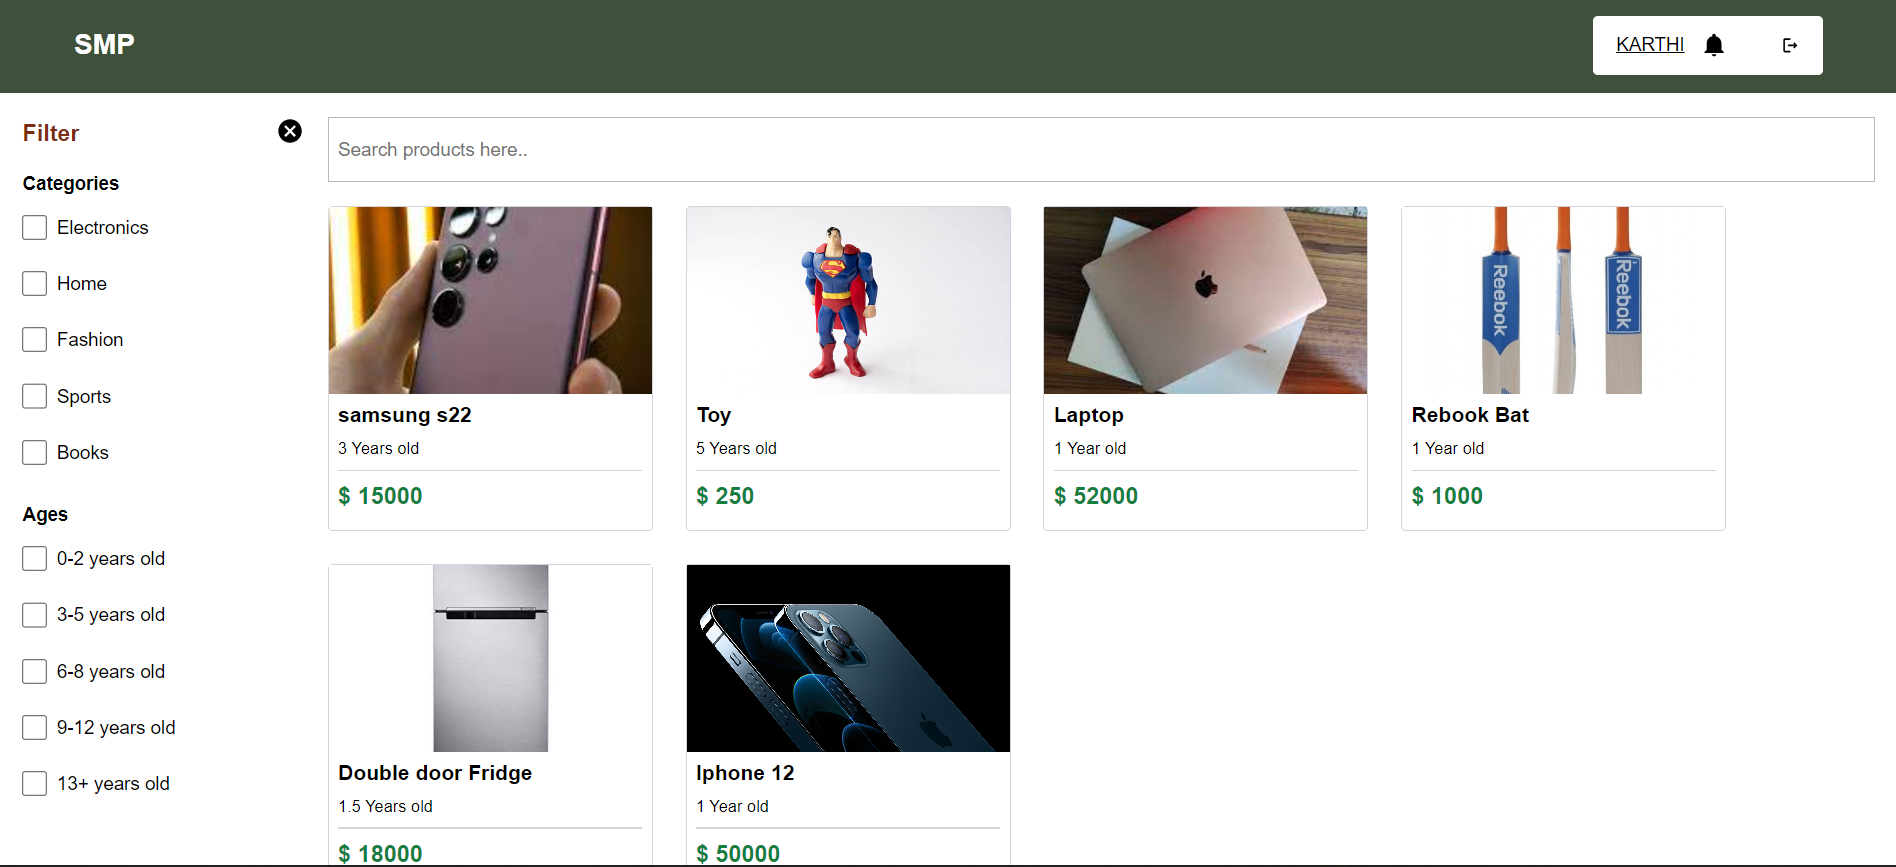 SMP
KARTHI
Filter
Categories
Electronics
Home
Fashion
Sports
Books
Ages
0-2 years old
3-5 years old
6-8 years old
9-12 years old
13+ years old
Search products here..
samsung s22
3 Years old
$ 15000
Toy
5 Years old
$ 250
Laptop
1 Year old
$ 52000
Reebok
Reebok
Rebook Bat
1 Year old
$ 1000
Double door Fridge
1.5 Years old
$ 18000
Iphone 12
1 Year old
$ 50000